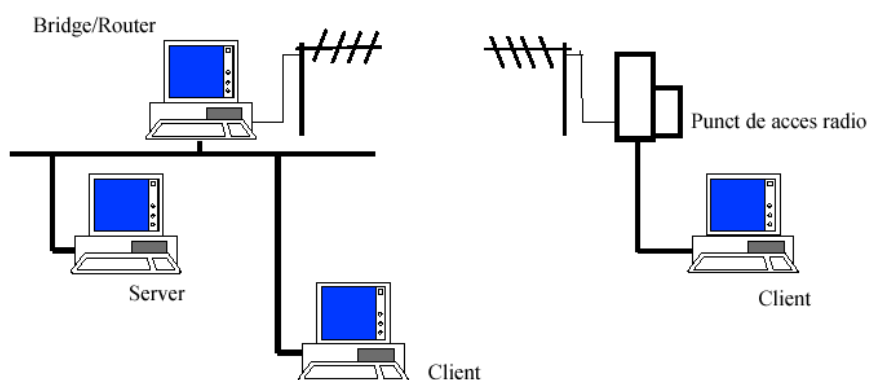 Bridge/Router
Punct de acces radio
Server
Client
Client